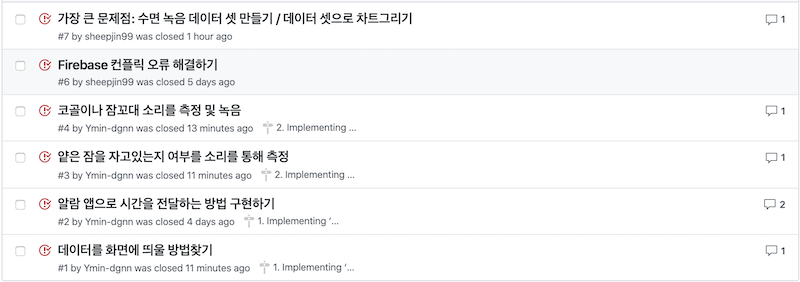 가장 큰 문제점: 수면 녹음 데이터 셋 만들기 / 데이터 셋으로 차트그리기
1
#7 by sheepjin99 was closed 1 hour ago
Firebase 컨플릭 오류 해결하기
#6 by sheepjin99 was closed 5 days ago
코골이나 잠꼬대 소리를 측정 및 녹음
1
#4 by Ymin-dgnn was closed 13 minutes ago 2. Implementing ...
얕은 잠을 자고있는지 여부를 소리를 통해 측정
1
#3 by Ymin-dgnn was closed 11 minutes ago 2. Implementing ...
알람 앱으로 시간을 전달하는 방법 구현하기
2
#2 by Ymin-dgnn was closed 4 days ago 1. Implementing ‘...
데이터를 화면에 띄울 방법찾기
1
#1 by Ymin-dgnn was closed 11 minutes ago 1. Implementing ‘...